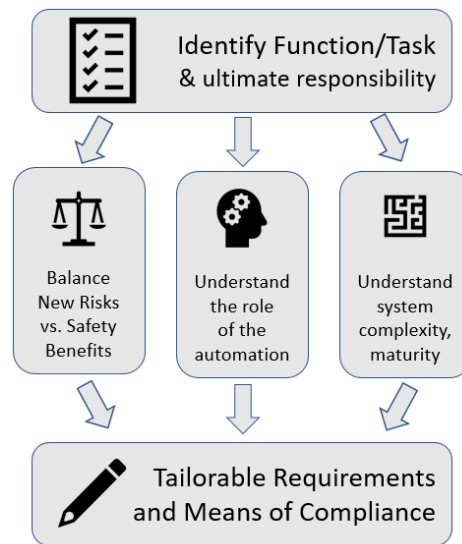 Identify Function/Task
& ultimate responsibility
Balance
New Risks
vs. Safety
Benefits
Understand
the role
of the
automation
Understand
system
complexity,
maturity
Tailorable Requirements
and Means of Compliance